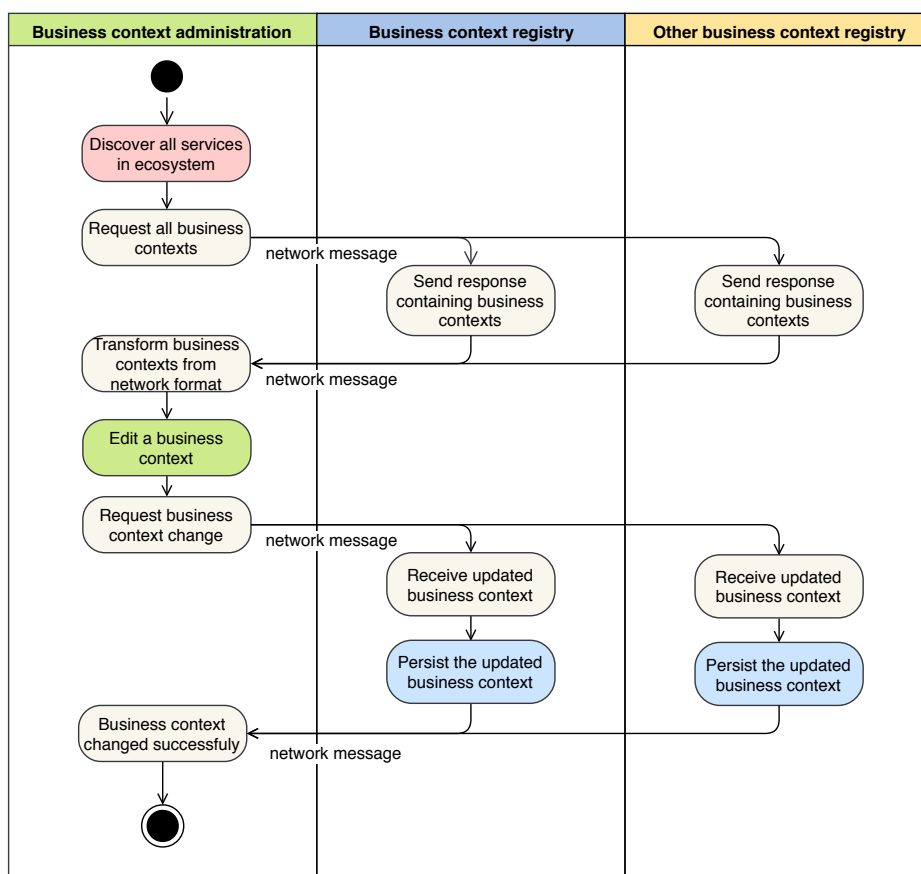 Business context administration
Business context registry
Other business context registry
Discover all services
in ecosystem
Request all business
contexts
network message
Send response
containing business
contexts
Send response
containing business
contexts
Transform business
contexts from
network format
network message
Edit a business
context
Request business
context change
network message
Receive updated
business context
Receive updated
business context
Persist the updated
business context
Persist the updated
business context
Business context
changed successfuly
network message